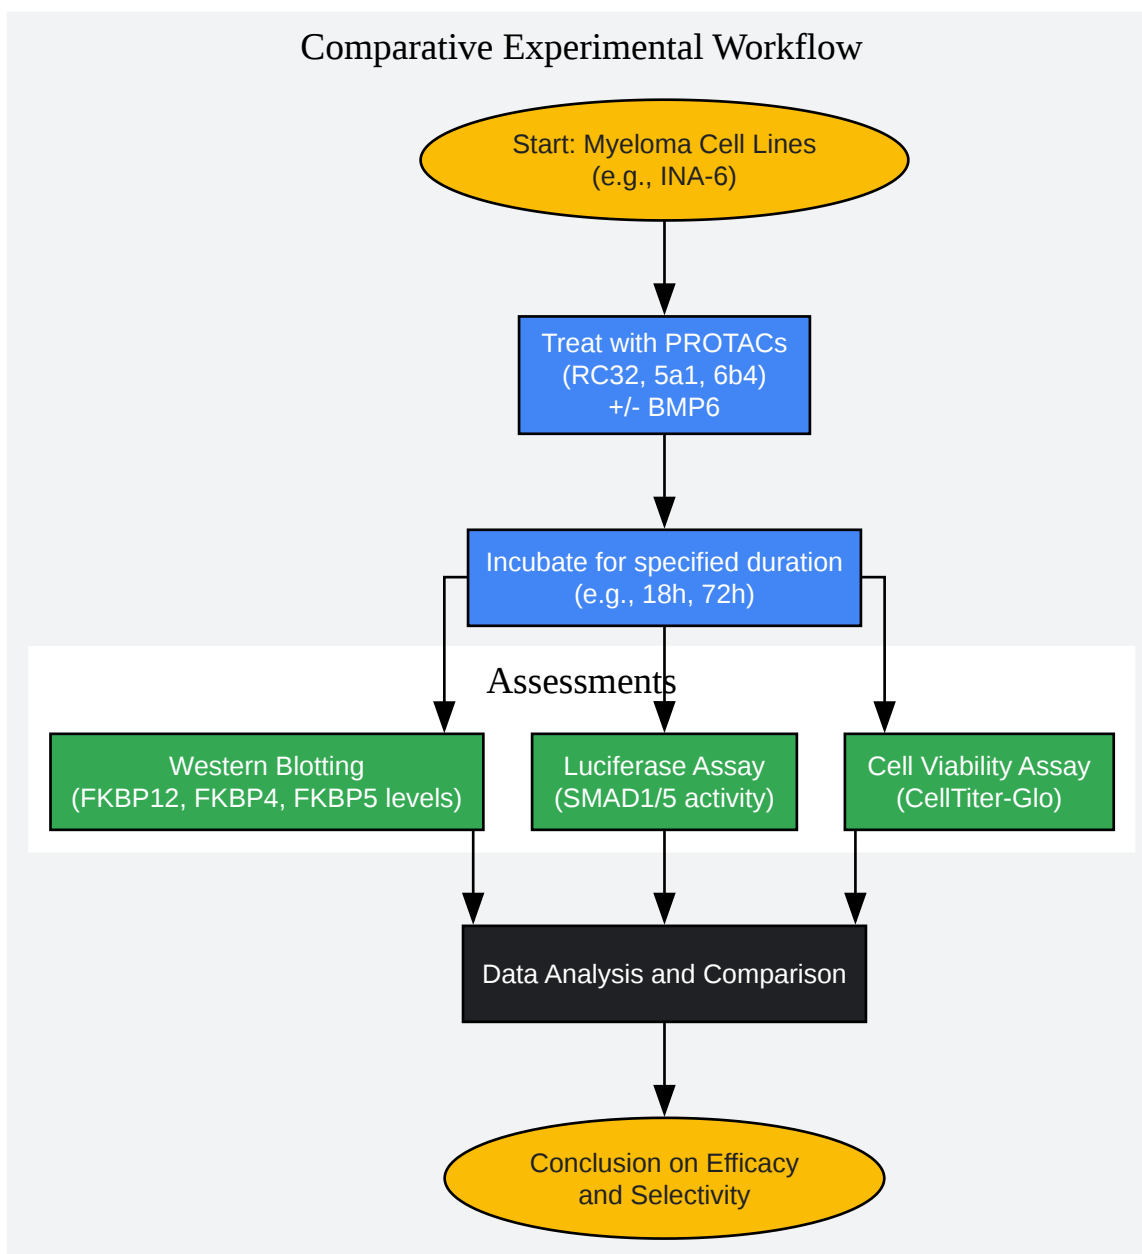 Comparative Experimental Workflow
Start: Myeloma Cell Lines
(e.g., INA-6)
Treat with PROTACs
(RC32, 5a1, 6b4)
+/- BMP6
Incubate for specified duration
(e.g., 18h, 72h)
Assessments
Western Blotting
(FKBP12, FKBP4, FKBP5 levels)
Luciferase Assay
(SMAD1/5 activity)
Cell Viability Assay
(CellTiter-Glo)
Data Analysis and Comparison
Conclusion on Efficacy
and Selectivity